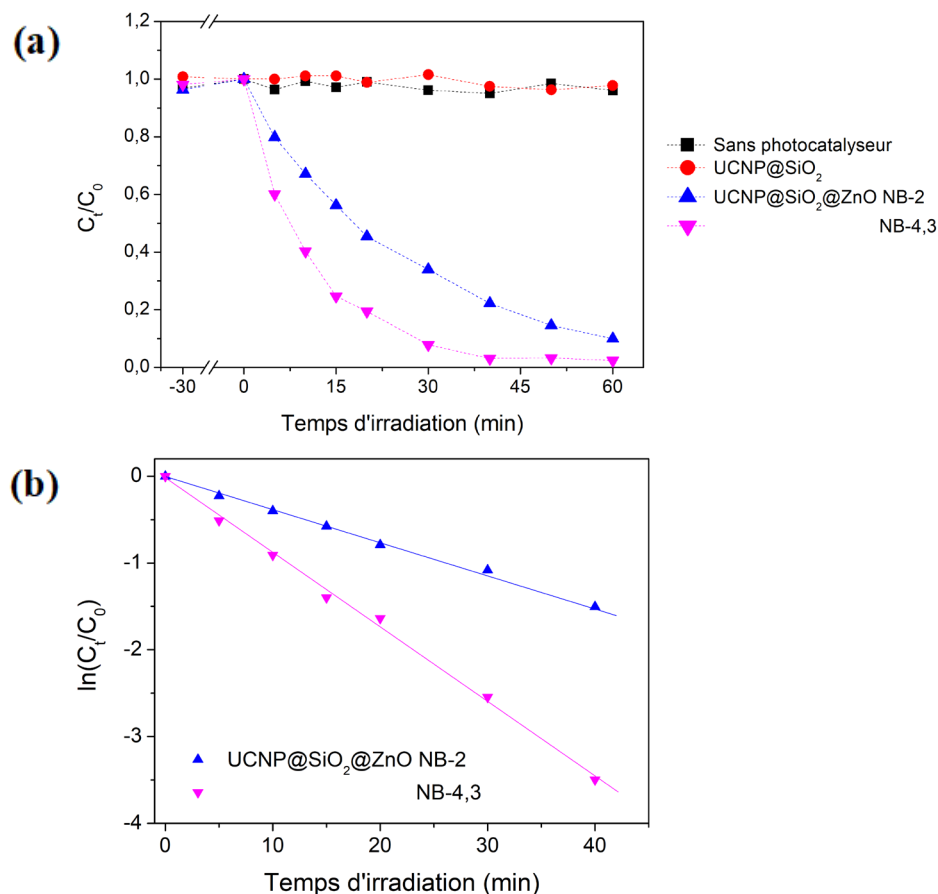 (a)
1,2
1,0
0,8
0,6
0,4
0,2
0,0
Cₜ/C₀
-30 0 15 30 45 60
Temps d'irradiation (min)
Sans photocatalyseur
UCNP@SiO₂
UCNP@SiO₂@ZnO NB-2
NB-4,3
(b)
0
-1
-2
-3
-4
ln(Cₜ/C₀)
UCNP@SiO₂@ZnO NB-2
NB-4,3
0 10 20 30 40
Temps d'irradiation (min)